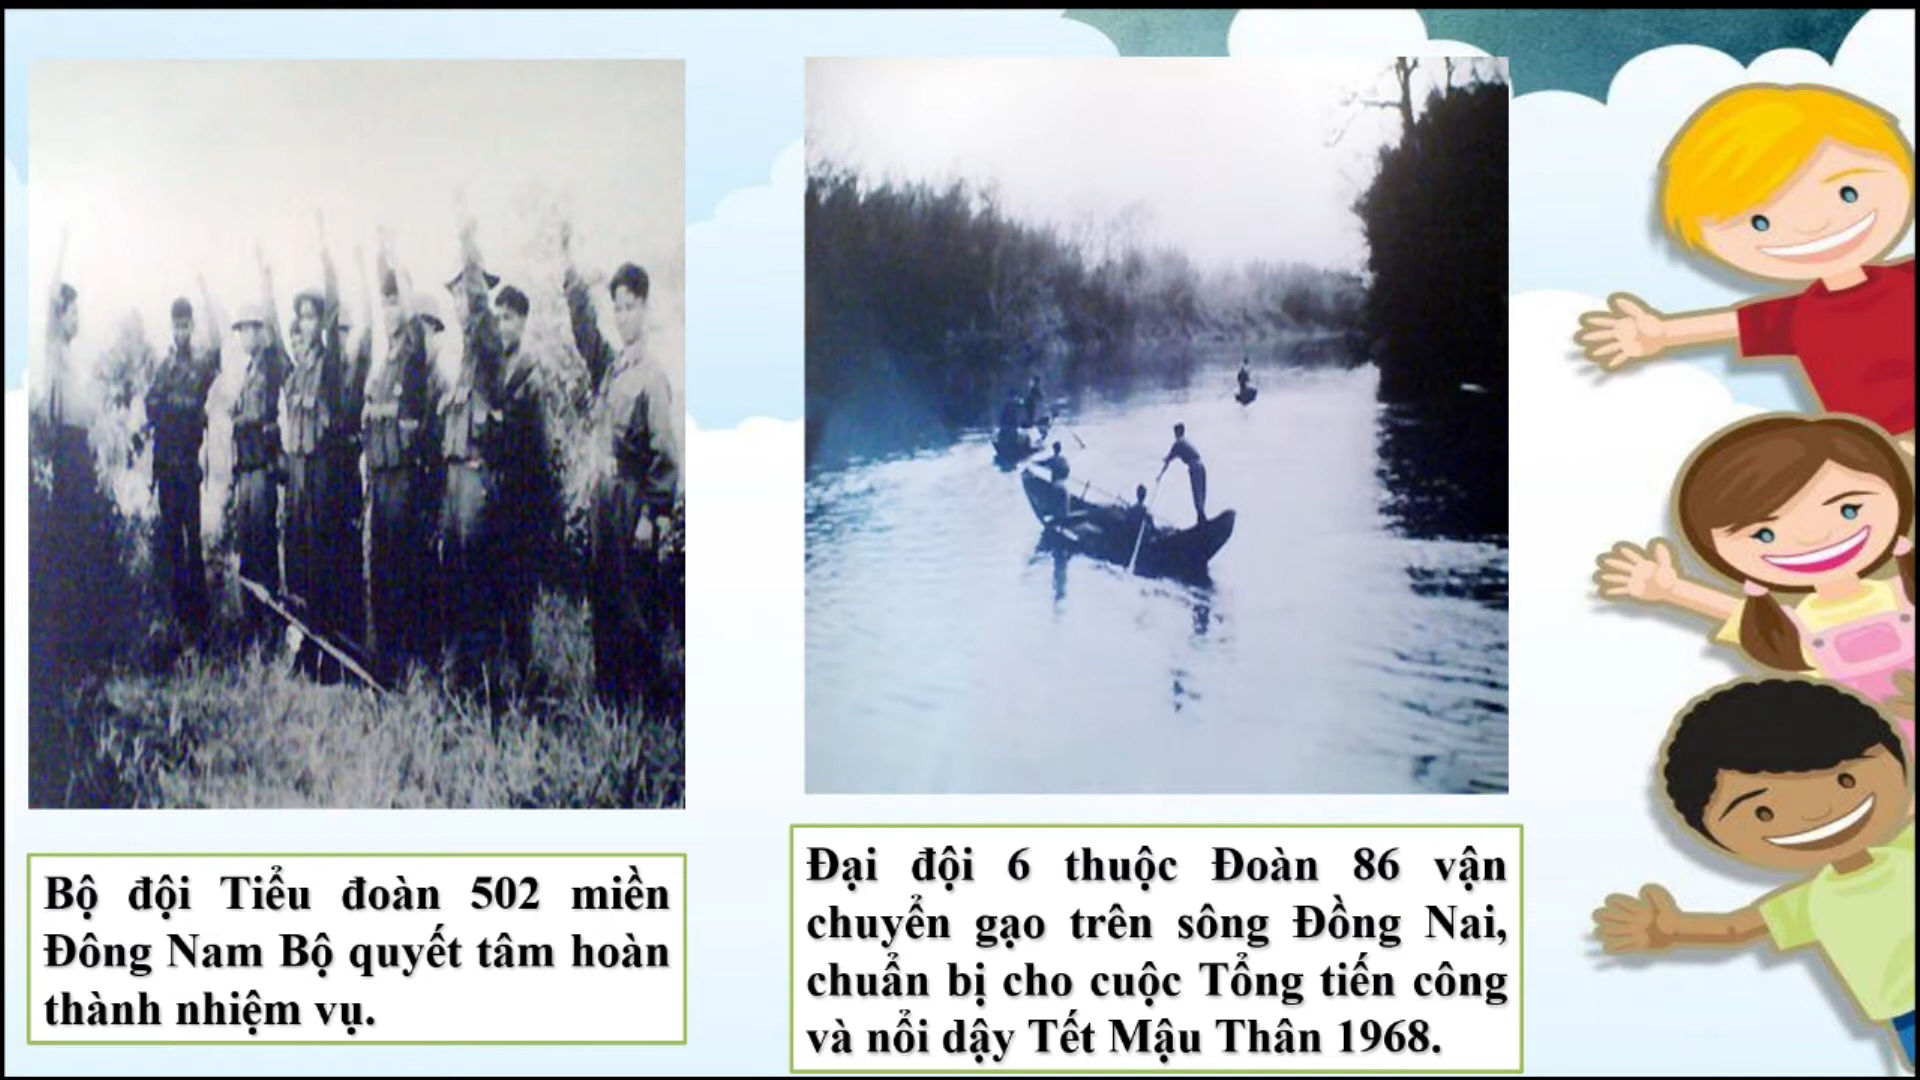 Bộ đội Tiểu đoàn 502 miền
Đông Nam Bộ quyết tâm hoàn
thành nhiệm vụ.
Đại đội 6 thuộc Đoàn 86 vận
chuyển gạo trên sông Đồng Nai,
chuẩn bị cho cuộc Tổng tiến công
và nổi dậy Tết Mậu Thân 1968.